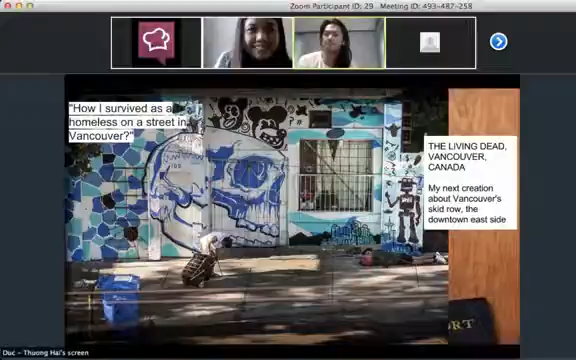 Zoom Participant ID: 29   Meeting ID: 493-487-258
"How I survived as a
homeless on a street in
Vancouver?"
THE LIVING DEAD,
VANCOUVER,
CANADA
My next creation
About Vancouver's
skid row, the
downtown east side
?!
RT
Duc – Thuong Hai's screen